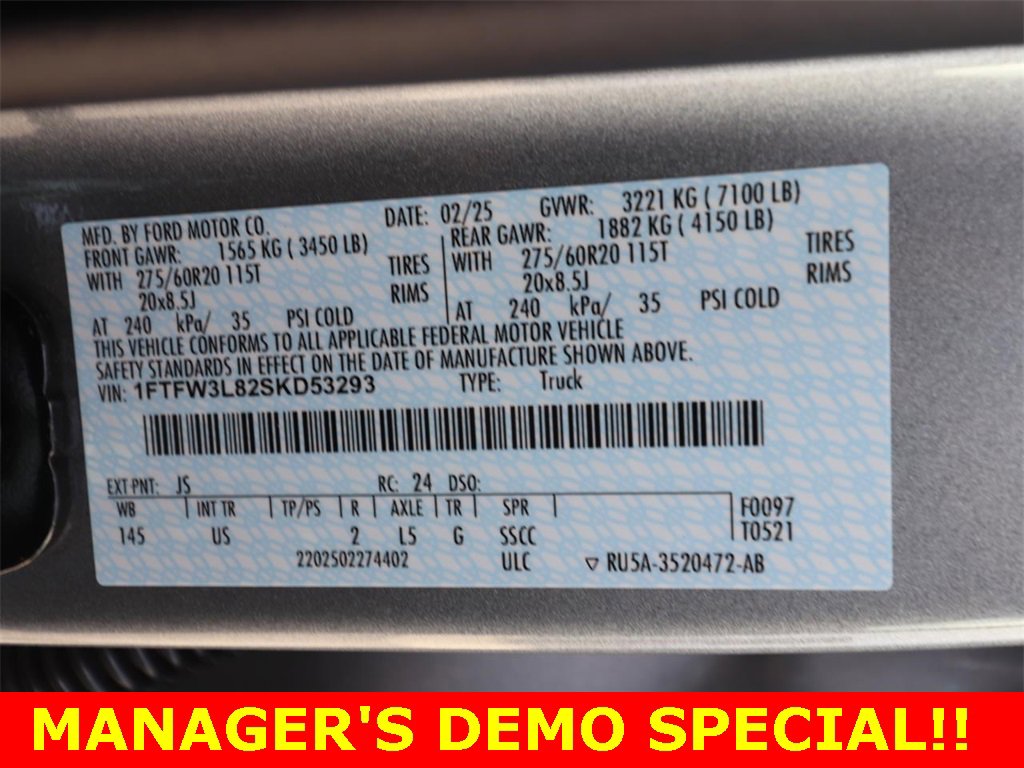 MFD. BY FORD MOTOR CO. DATE: 02/25 GVWR: 3221 KG ( 7100 LB)
FRONT GAWR: 1565 KG ( 3450 LB) REAR GAWR: 1882 KG ( 4150 LB)
WITH 275/60R20 115T TIRES WITH 275/60R20 115T TIRES
20x8.5J RIMS 20x8.5J RIMS
AT 240 kPa/ 35 PSI COLD AT 240 kPa/ 35 PSI COLD
THIS VEHICLE CONFORMS TO ALL APPLICABLE FEDERAL MOTOR VEHICLE
SAFETY STANDARDS IN EFFECT ON THE DATE OF MANUFACTURE SHOWN ABOVE.
VIN: 1FTFW3L82SKD53293 TYPE: Truck
EXT PNT: JS RC: 24 DSO:
WB INT TR TP/PS R AXLE TR SPR F0097
145 US 2 L5 G SSCC T0521
2202502274402 ULC ▽ RU5A-3520472-AB
MANAGER'S DEMO SPECIAL!!